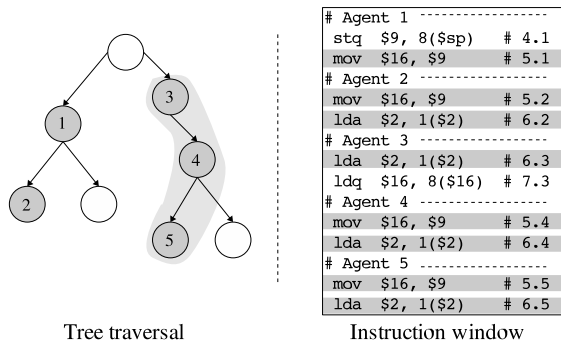 1
2
3
4
5
Tree traversal
# Agent 1 ------------------
stq $9, 8($sp) # 4.1
mov $16, $9 # 5.1
# Agent 2 ------------------
mov $16, $9 # 5.2
lda $2, 1($2) # 6.2
# Agent 3 ------------------
lda $2, 1($2) # 6.3
ldq $16, 8($16) # 7.3
# Agent 4 ------------------
mov $16, $9 # 5.4
lda $2, 1($2) # 6.4
# Agent 5 ------------------
mov $16, $9 # 5.5
lda $2, 1($2) # 6.5
Instruction window